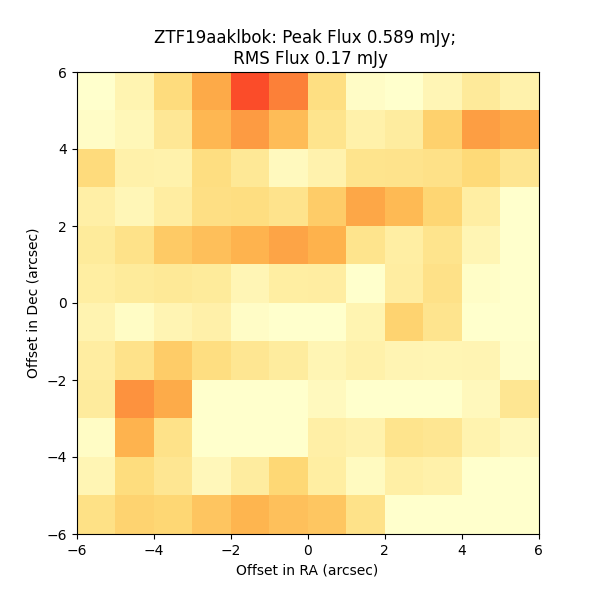 ZTF19aaklbok: Peak Flux 0.589 mJy;
RMS Flux 0.17 mJy
6
4
2
0
−2
−4
−6
Offset in Dec (arcsec)
−6 −4 −2 0 2 4 6
Offset in RA (arcsec)